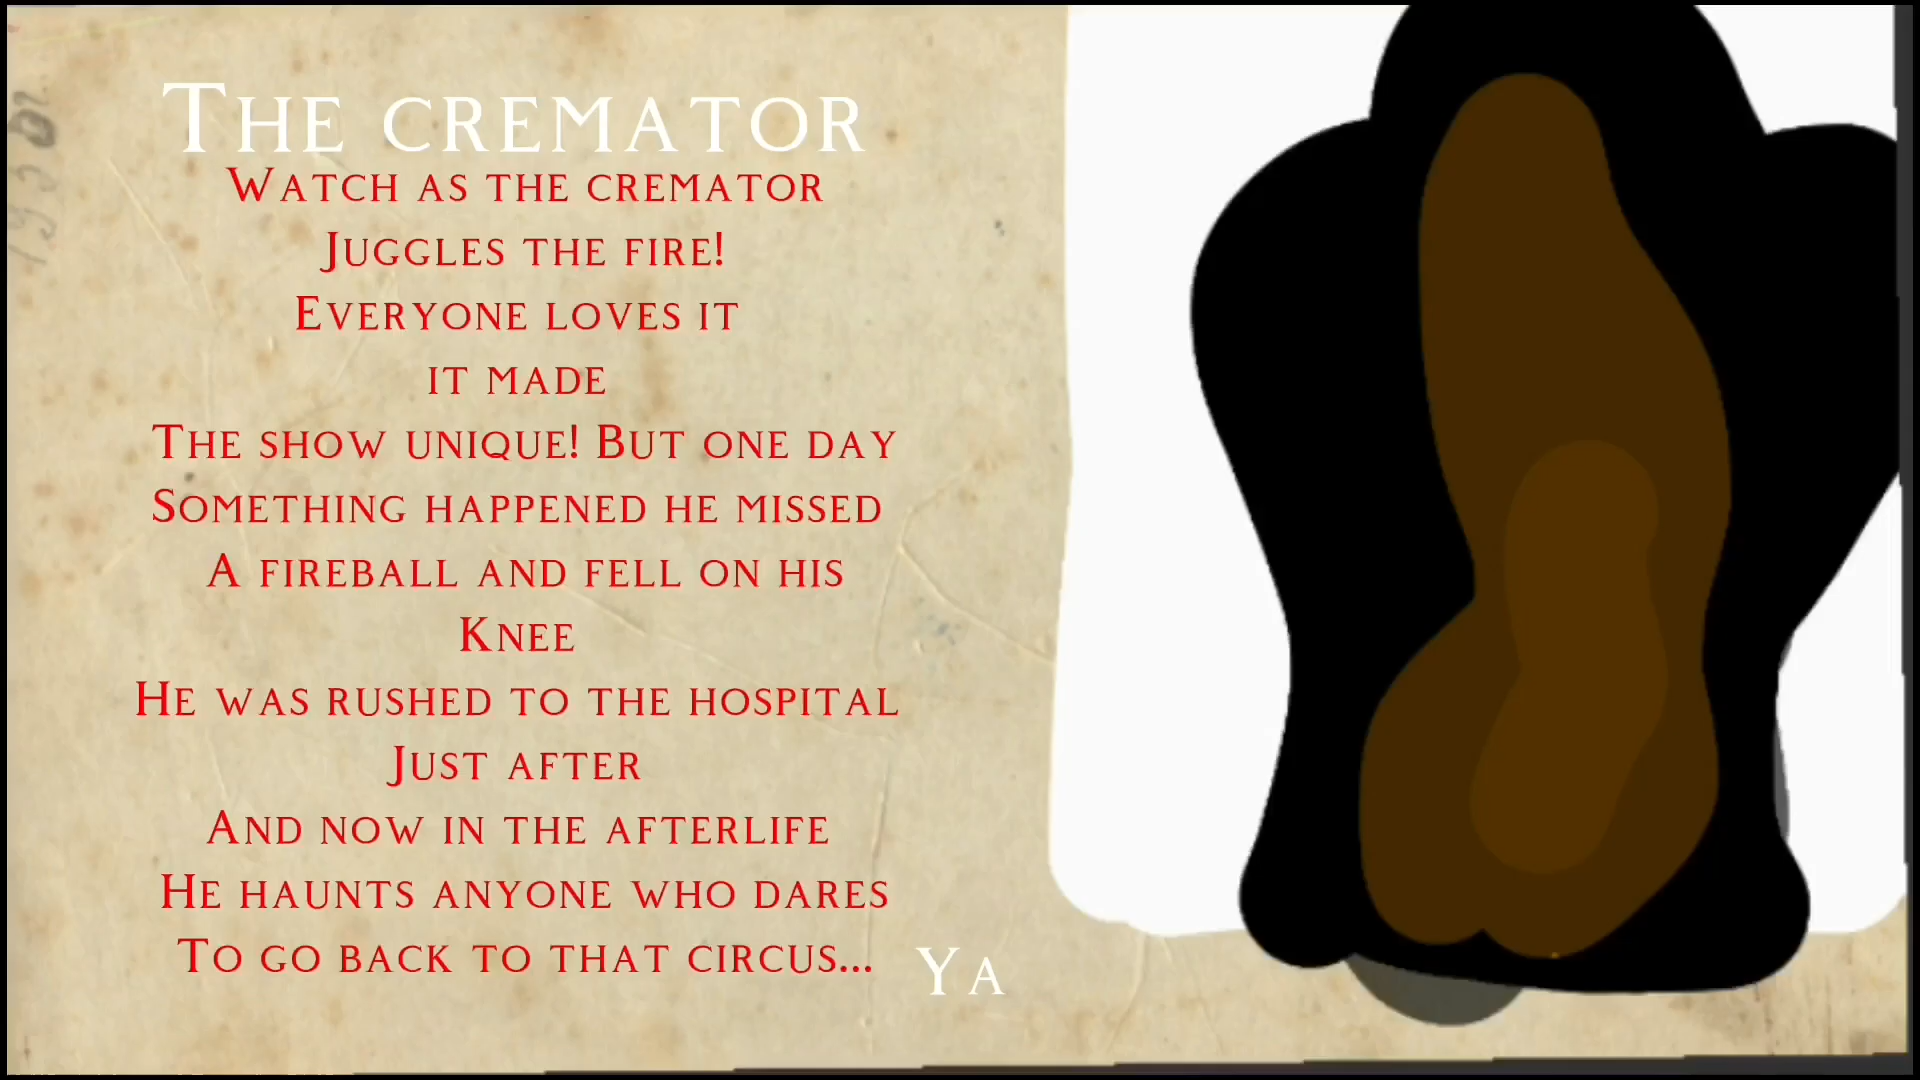 The cremator
Watch as the cremator
Juggles the fire!
Everyone loves it
it made
The show unique! But one day
Something happened he missed
A fireball and fell on his
Knee
He was rushed to the hospital
Just after
And now in the afterlife
He haunts anyone who dares
To go back to that circus...
Ya